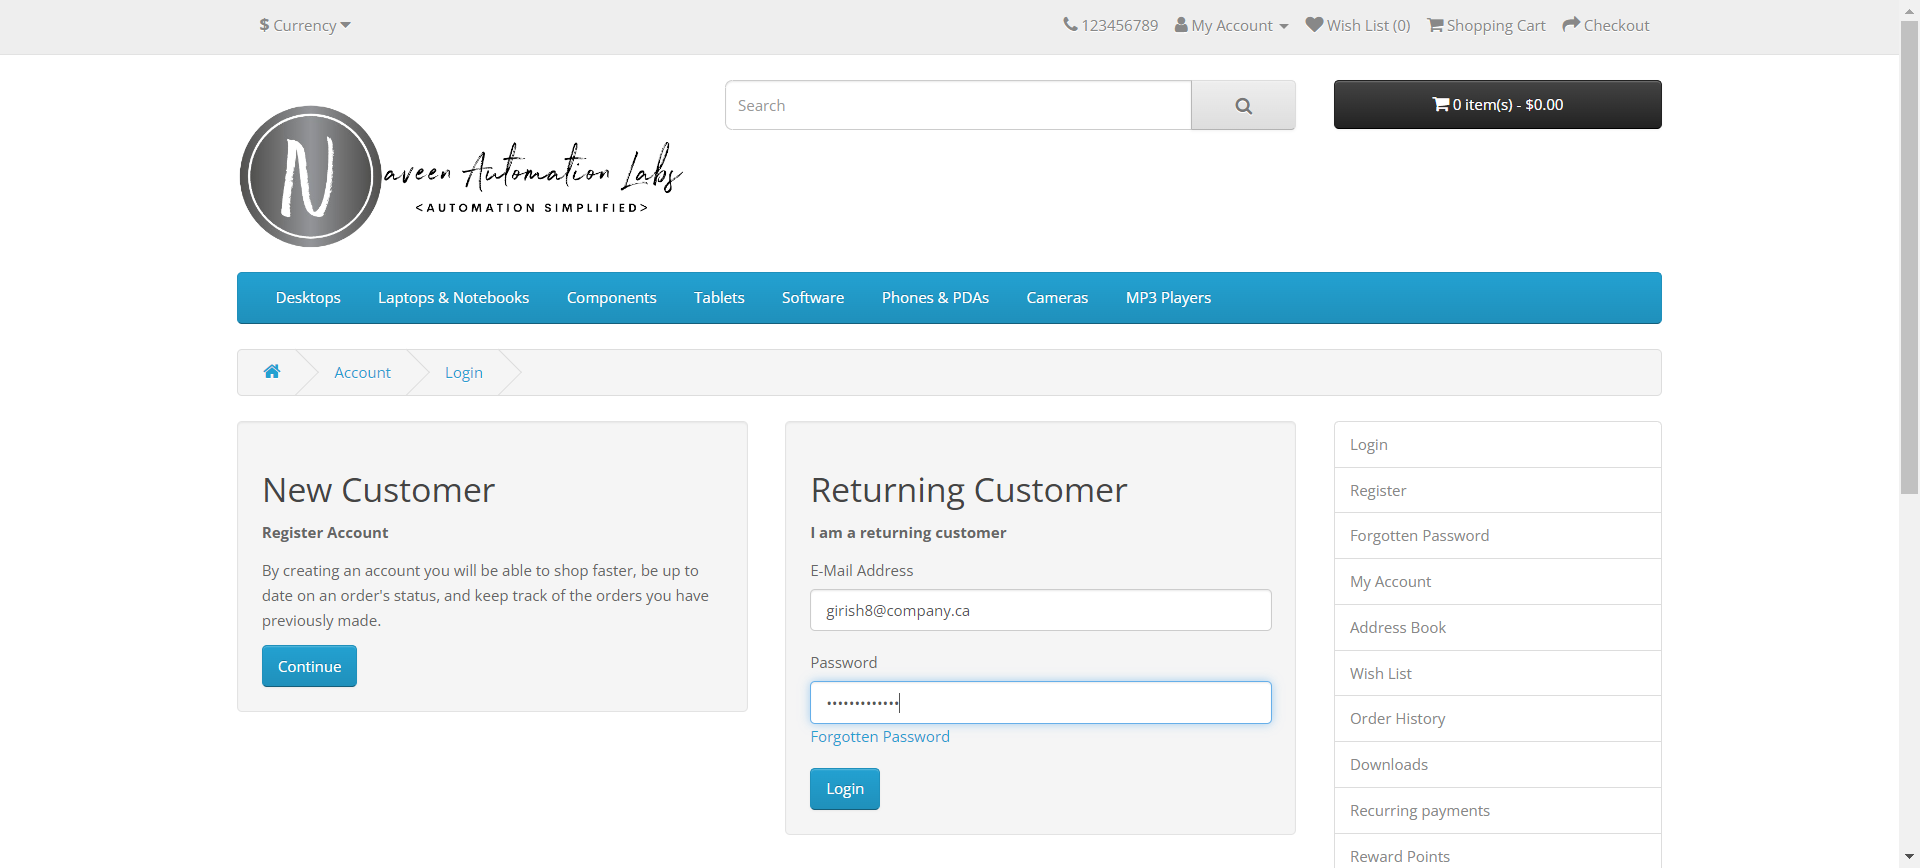 $ Currency
123456789 My Account Wish List (0) Shopping Cart Checkout
Search
0 item(s) - $0.00
N
aveen Automation Labs
<AUTOMATION SIMPLIFIED>
Desktops Laptops & Notebooks Components Tablets Software Phones & PDAs Cameras MP3 Players
Account Login
New Customer
Register Account
By creating an account you will be able to shop faster, be up to
date on an order's status, and keep track of the orders you have
previously made.
Continue
Returning Customer
I am a returning customer
E-Mail Address
girish8@company.ca
Password
•••••••••••••
Forgotten Password
Login
Login
Register
Forgotten Password
My Account
Address Book
Wish List
Order History
Downloads
Recurring payments
Reward Points